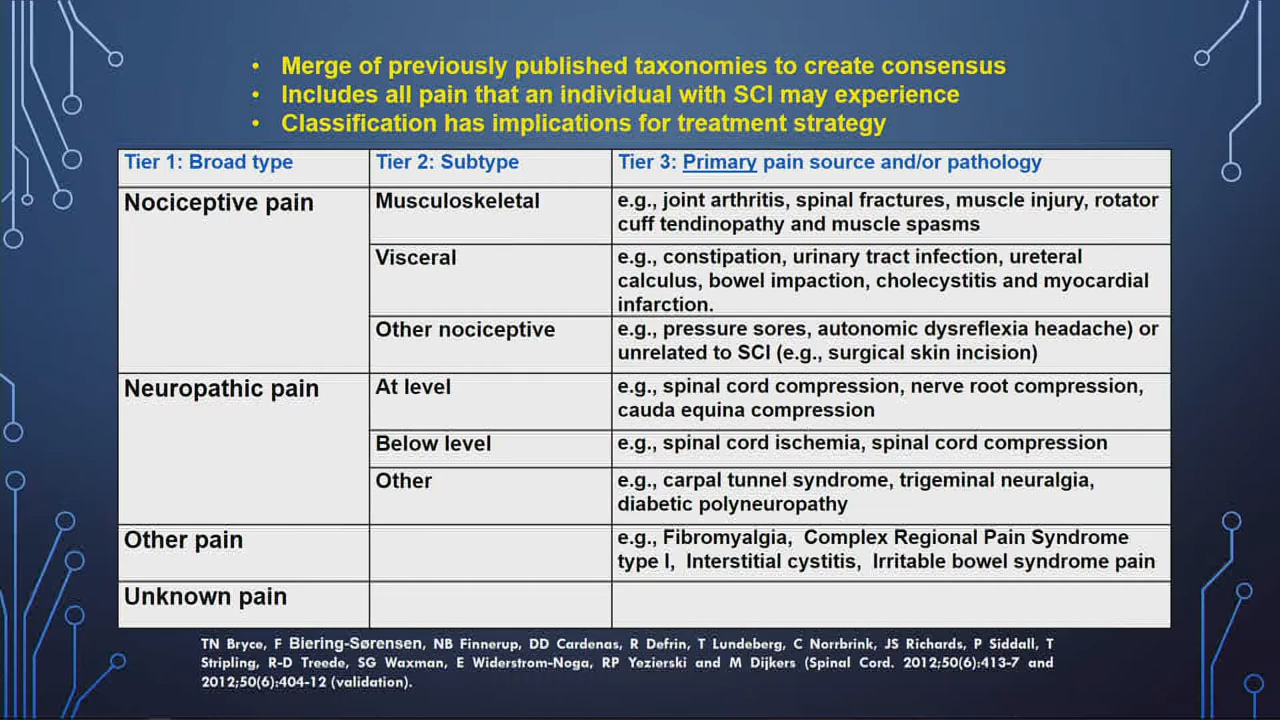 • Merge of previously published taxonomies to create consensus
• Includes all pain that an individual with SCI may experience
• Classification has implications for treatment strategy
Tier 1: Broad type
Tier 2: Subtype
Tier 3: Primary pain source and/or pathology
Nociceptive pain
Musculoskeletal
e.g., joint arthritis, spinal fractures, muscle injury, rotator
cuff tendinopathy and muscle spasms
Visceral
e.g., constipation, urinary tract infection, ureteral
calculus, bowel impaction, cholecystitis and myocardial
infarction.
Other nociceptive
e.g., pressure sores, autonomic dysreflexia headache) or
unrelated to SCI (e.g., surgical skin incision)
Neuropathic pain
At level
e.g., spinal cord compression, nerve root compression,
cauda equina compression
Below level
e.g., spinal cord ischemia, spinal cord compression
Other
e.g., carpal tunnel syndrome, trigeminal neuralgia,
diabetic polyneuropathy
Other pain
e.g., Fibromyalgia, Complex Regional Pain Syndrome
type I, Interstitial cystitis, Irritable bowel syndrome pain
Unknown pain
TN Bryce, F Biering-Sørensen, NB Finnerup, DD Cardenas, R Defrin, T Lundeberg, C Norrbrink, JS Richards, P Siddall, T
Stripling, R-D Treede, SG Waxman, E Widerstrom-Noga, RP Yezierski and M Dijkers (Spinal Cord. 2012;50(6):413-7 and
2012;50(6):404-12 (validation).